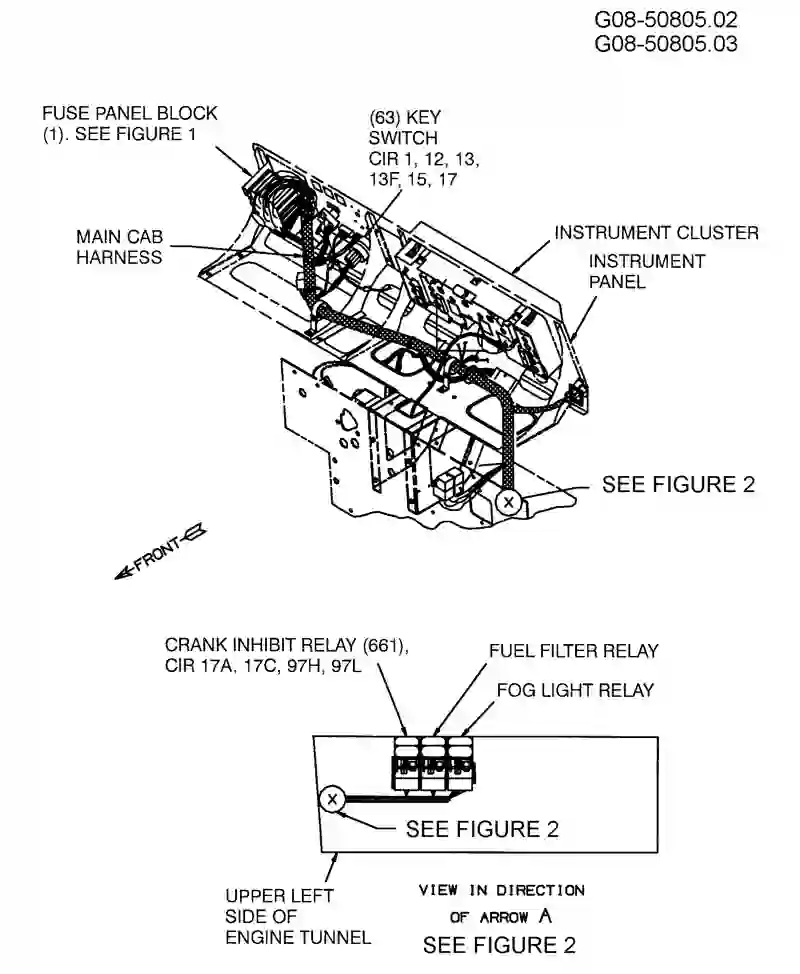 G08-50805.02
G08-50805.03
FUSE PANEL BLOCK
(1). SEE FIGURE 1
(63) KEY
SWITCH
CIR 1, 12, 13,
13F, 15, 17
MAIN CAB
HARNESS
INSTRUMENT CLUSTER
INSTRUMENT
PANEL
X
SEE FIGURE 2
FRONT
CRANK INHIBIT RELAY (661),
CIR 17A, 17C, 97H, 97L
FUEL FILTER RELAY
FOG LIGHT RELAY
X
SEE FIGURE 2
UPPER LEFT
SIDE OF
ENGINE TUNNEL
VIEW IN DIRECTION
OF ARROW A
SEE FIGURE 2